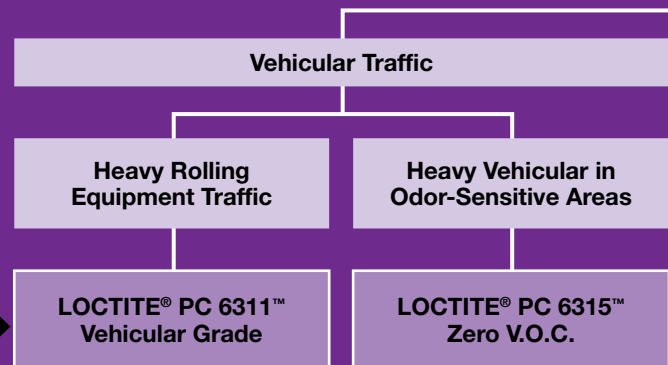 Vehicular Traffic
Heavy Rolling
Equipment Traffic
Heavy Vehicular in
Odor-Sensitive Areas
LOCTITE® PC 6311™
Vehicular Grade
LOCTITE® PC 6315™
Zero V.O.C.